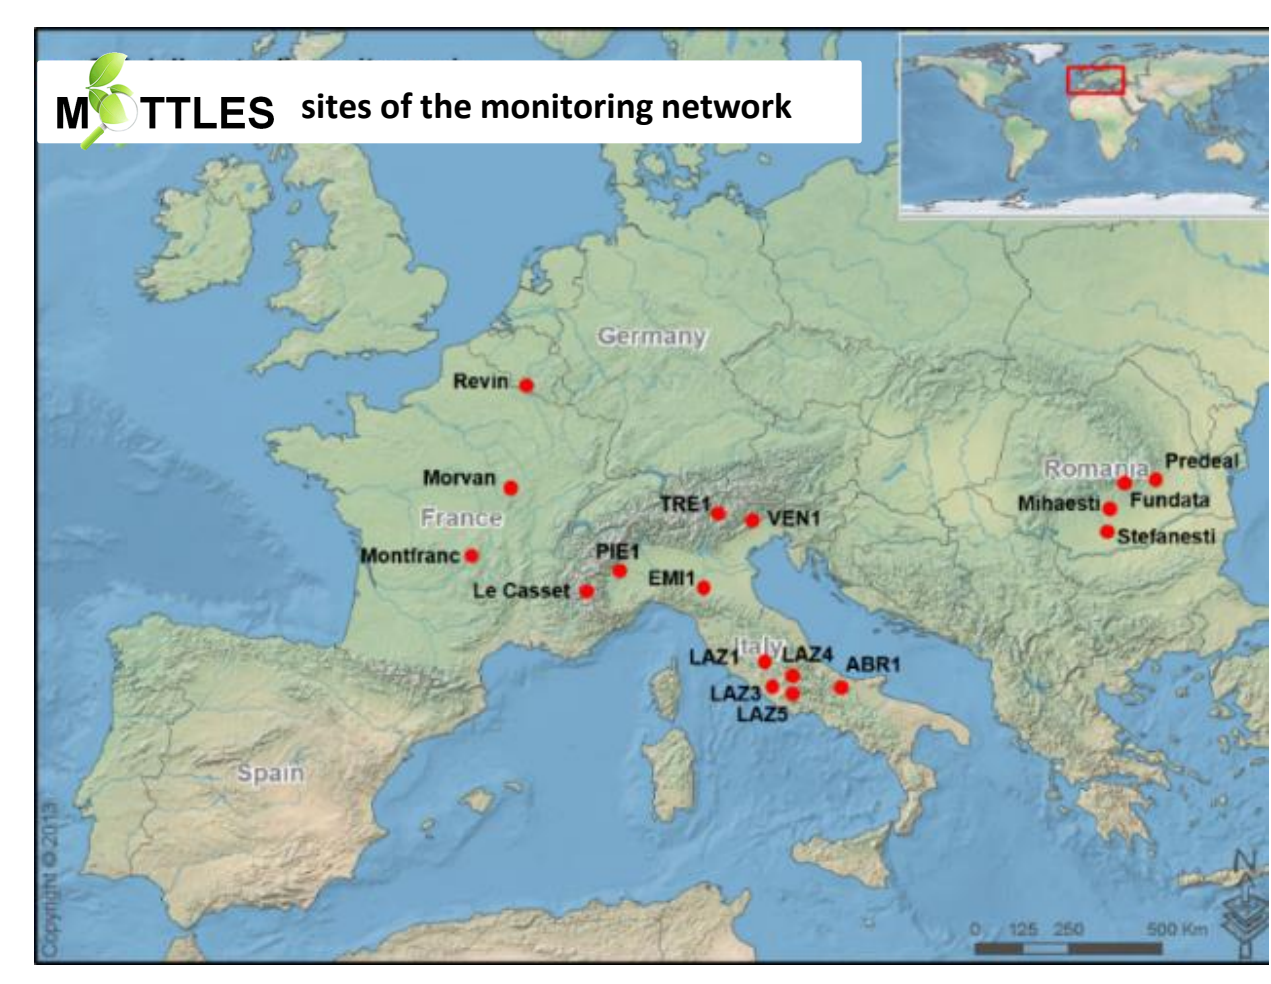 MOTTLES sites of the monitoring network
Germany
Revin
Predeal
Romania
Morvan
Fundata
Mihaesti
TRE1
VEN1
France
Stefanesti
PIE1
Montfranc
EMI1
Le Casset
Italy
LAZ1
LAZ4
ABR1
LAZ3
LAZ5
Spain
Copyright © 2013
N
0 125 250 500 Km